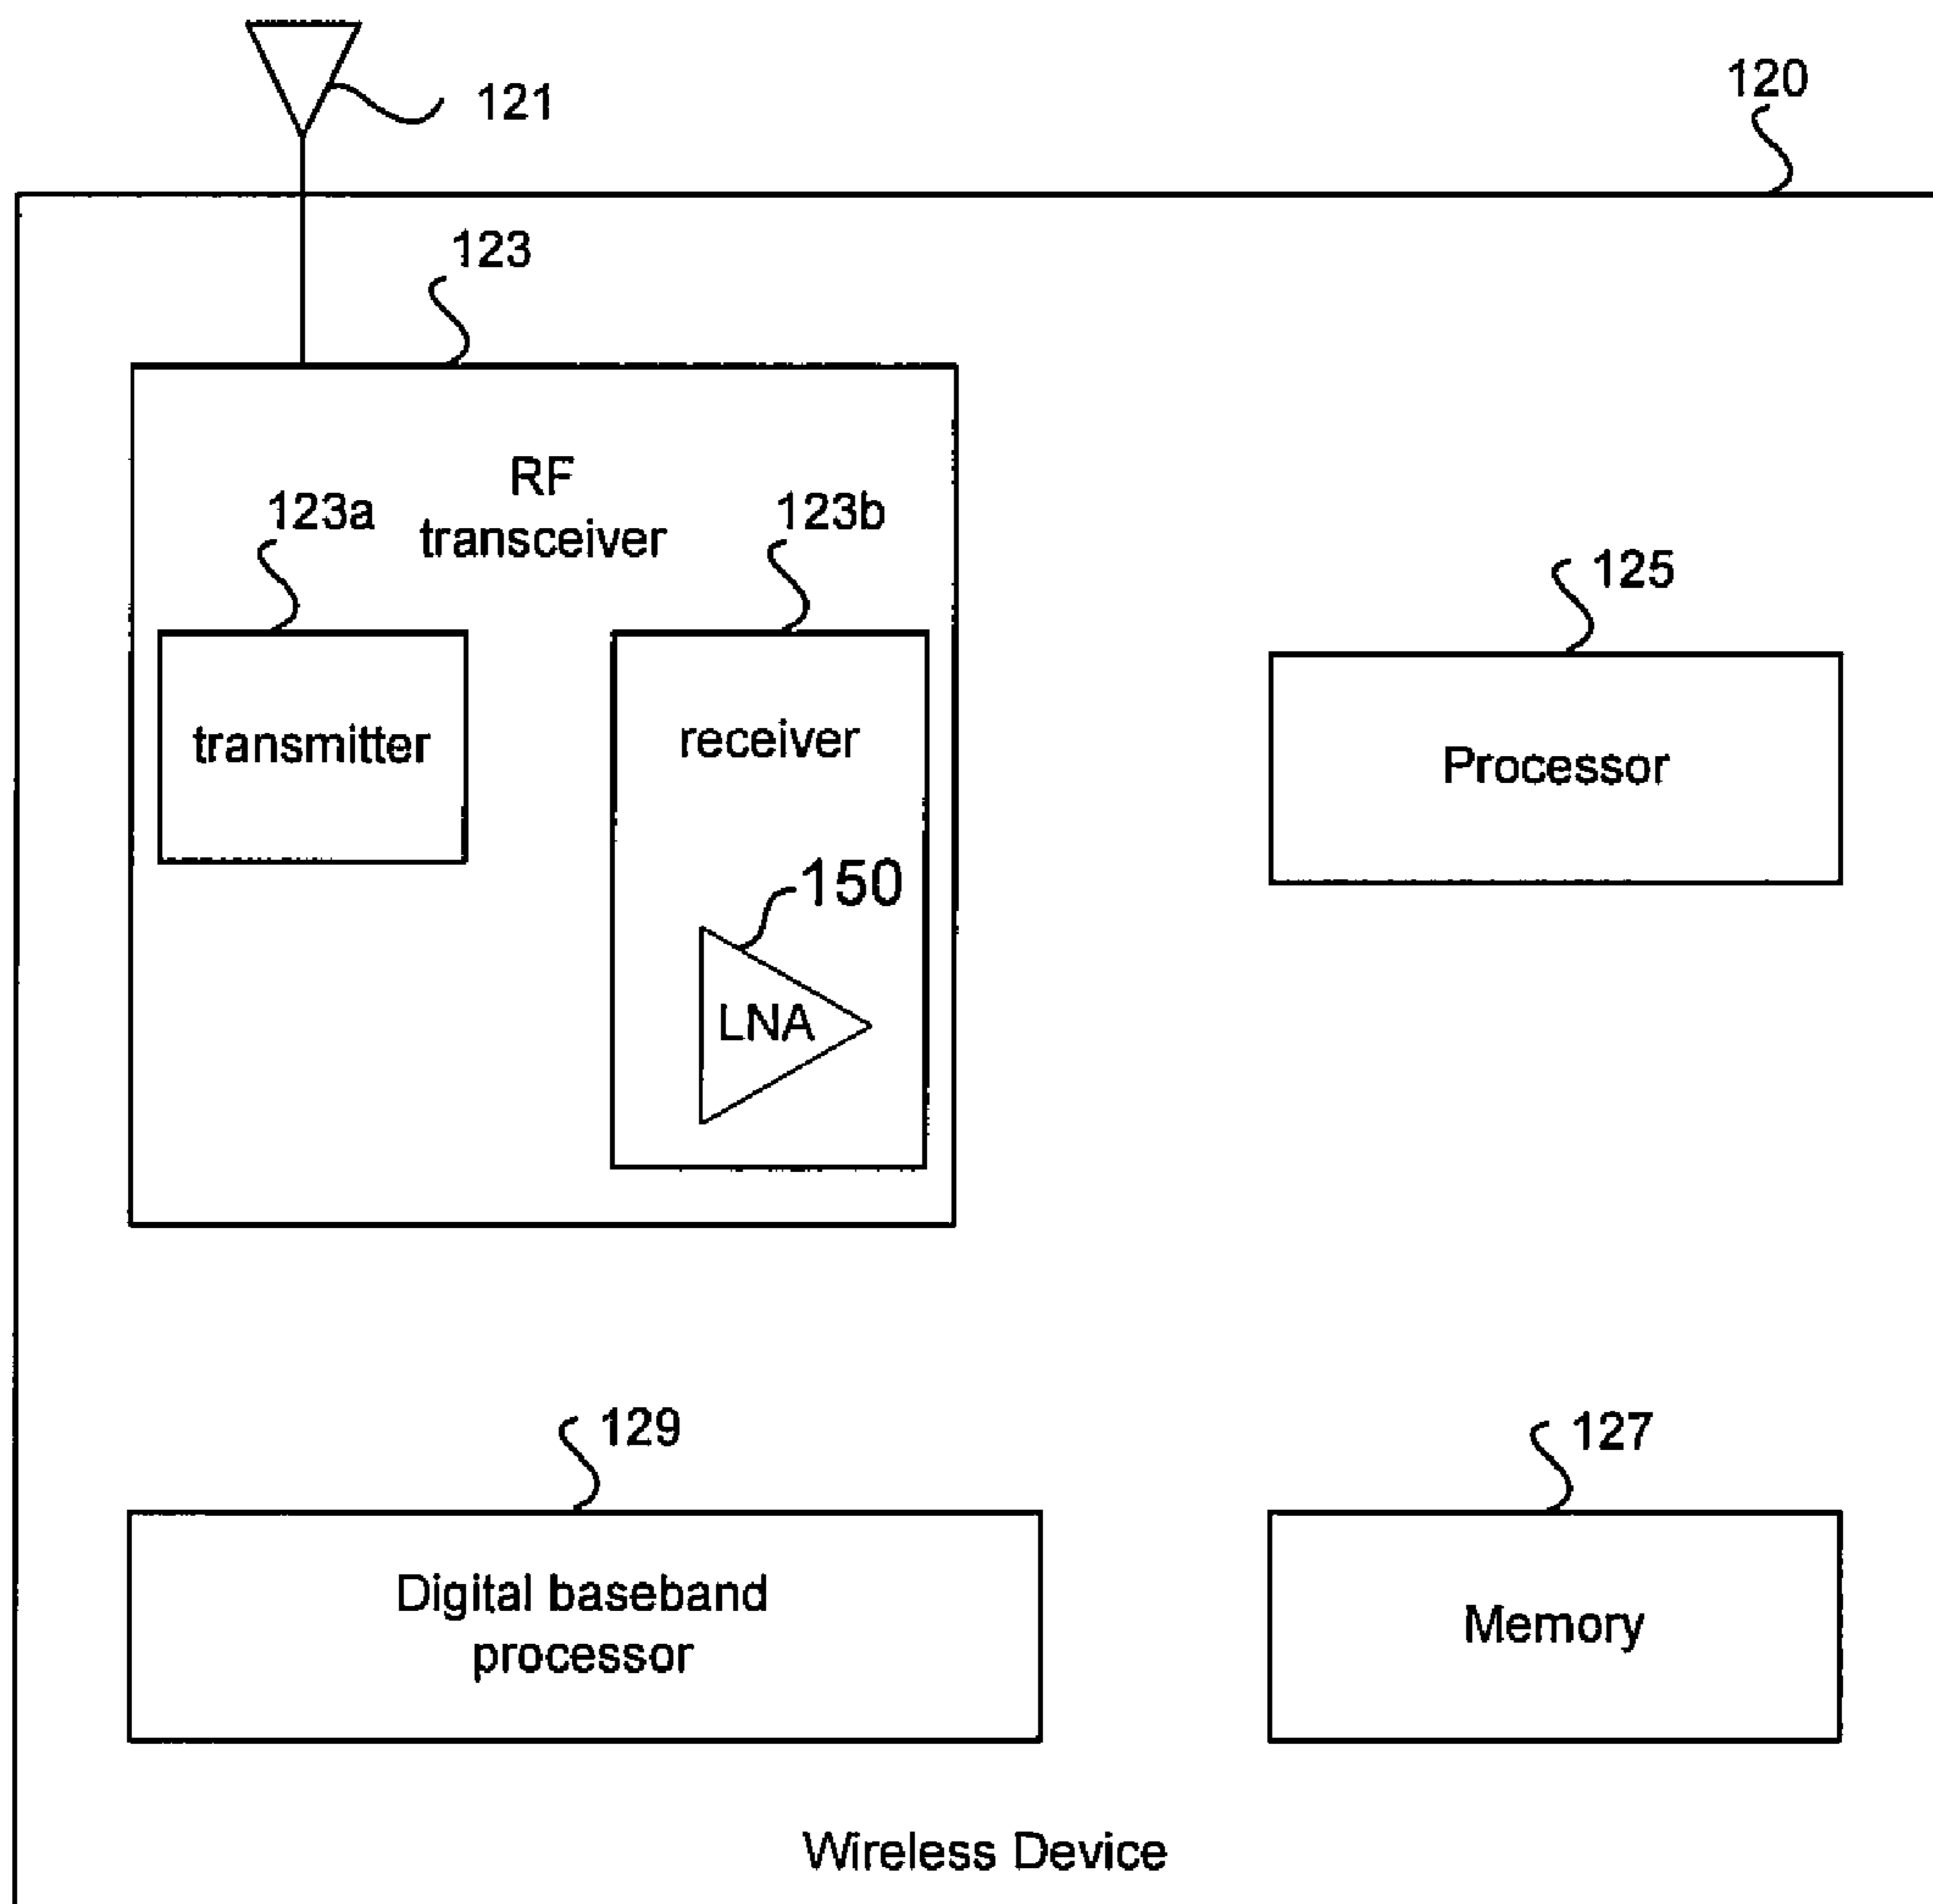 121
120
123
RF
transceiver
123a
123b
125
transmitter
receiver
Processor
150
LNA
129
127
Digital baseband
processor
Memory
Wireless Device